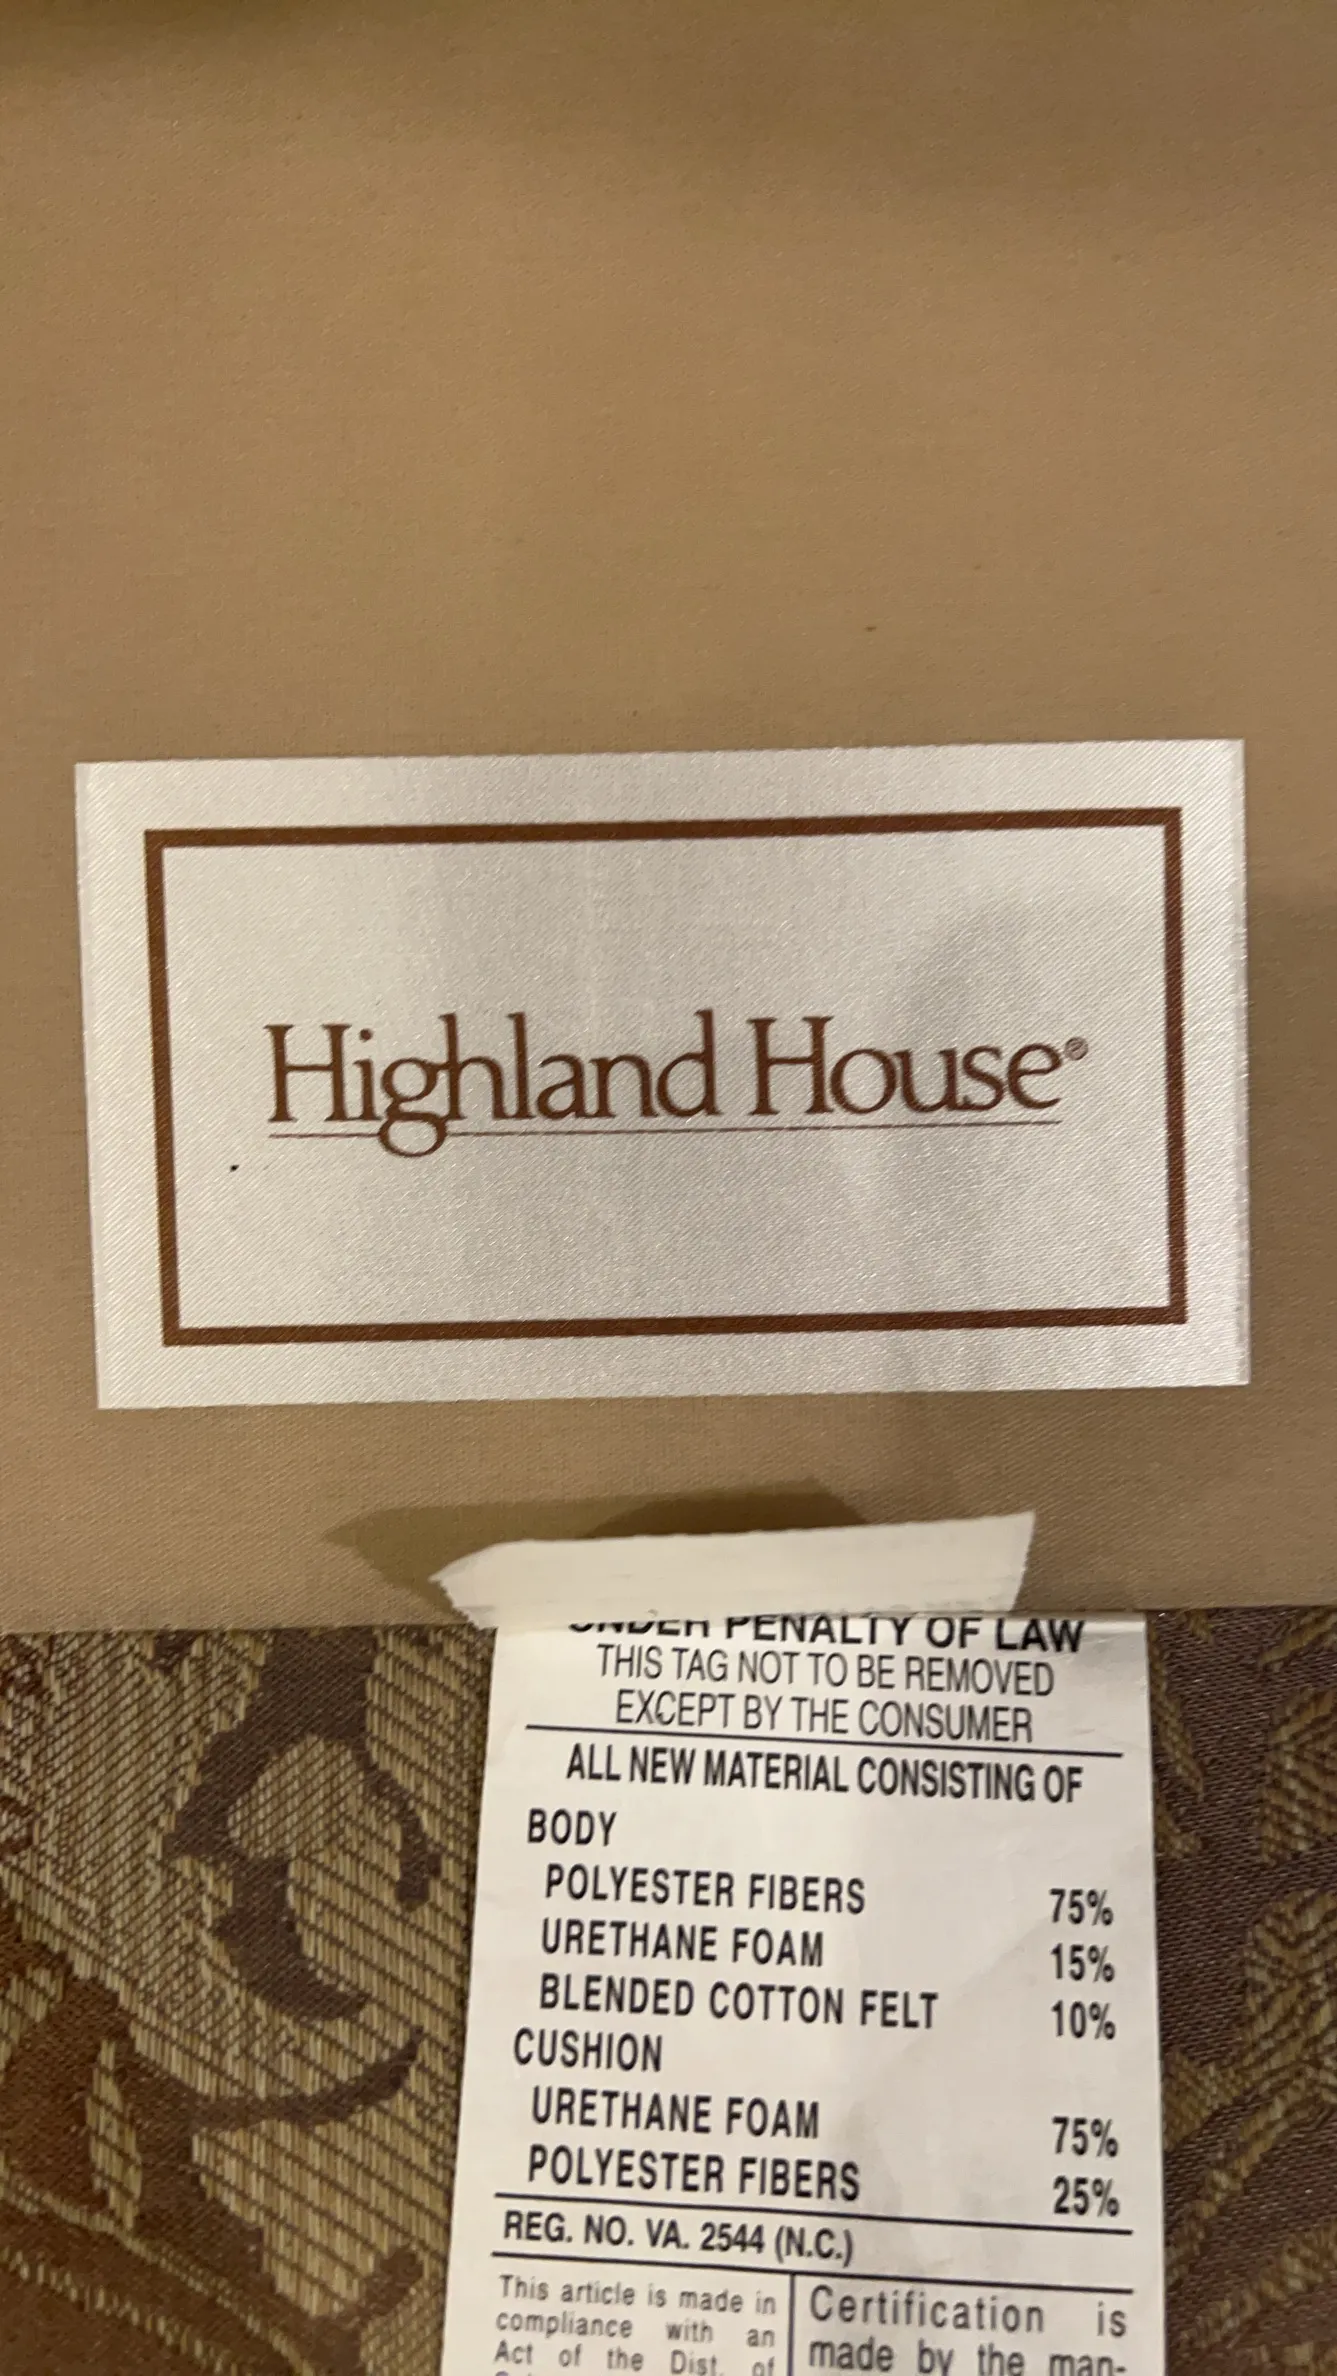 Highland House®
UNDER PENALTY OF LAW
THIS TAG NOT TO BE REMOVED
EXCEPT BY THE CONSUMER
ALL NEW MATERIAL CONSISTING OF
BODY
POLYESTER FIBERS 75%
URETHANE FOAM 15%
BLENDED COTTON FELT 10%
CUSHION
URETHANE FOAM 75%
POLYESTER FIBERS 25%
REG. NO. VA. 2544 (N.C.)
This article is made in
compliance with an
Act of the Dist. of
Certification is
made by the man-